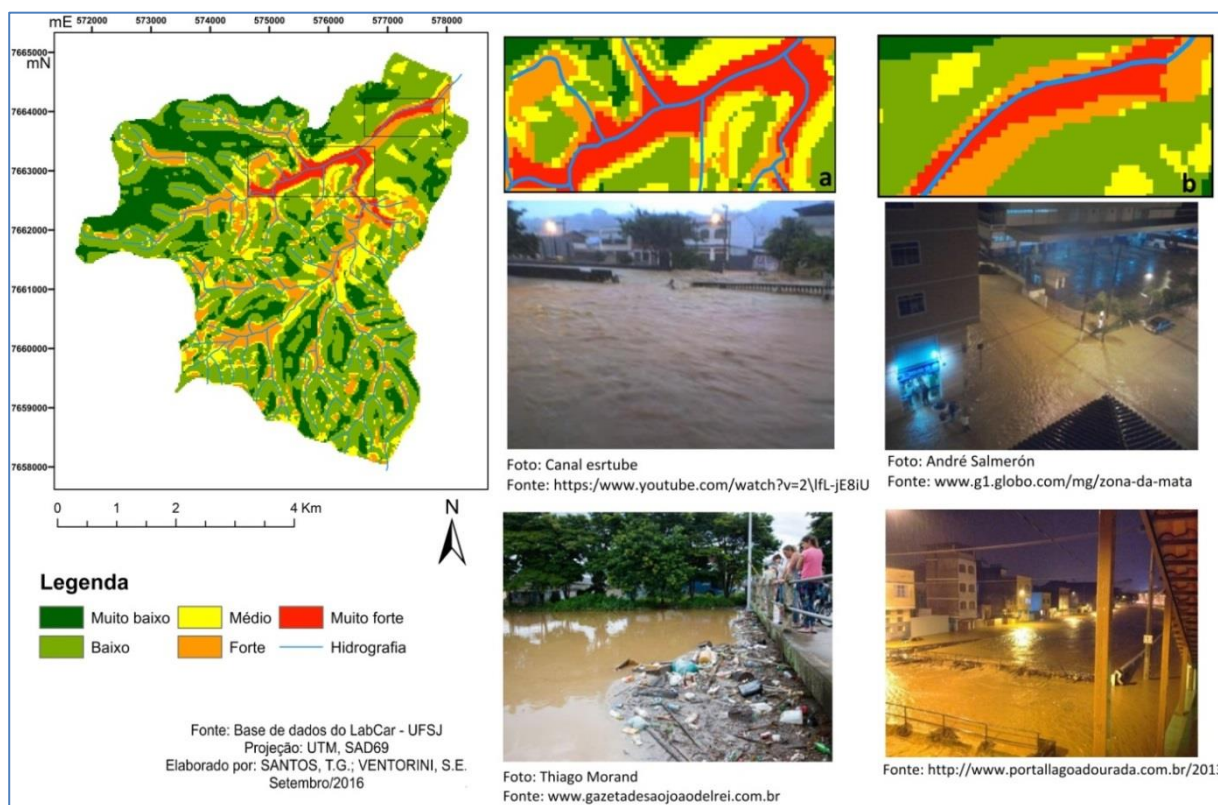 mE 572000 573000 574000 575000 576000 577000 578000
7665000
mN
7664000
7663000
7662000
7661000
7660000
7659000
7658000
0 1 2 4 Km
N
Legenda
Muito baixo Médio Muito forte
Baixo Forte Hidrografia
Fonte: Base de dados do LabCar - UFSJ
Projeção: UTM, SAD69
Elaborado por: SANTOS, T.G.; VENTORINI, S.E.
Setembro/2016
a
b
Foto: Canal esrtube
Fonte: https:/www.youtube.com/watch?v=2\lfL-jE8iU
Foto: André Salmerón
Fonte: www.g1.globo.com/mg/zona-da-mata
Foto: Thiago Morand
Fonte: www.gazetadesaojoaodelrei.com.br
Fonte: http://www.portallagoadourada.com.br/201